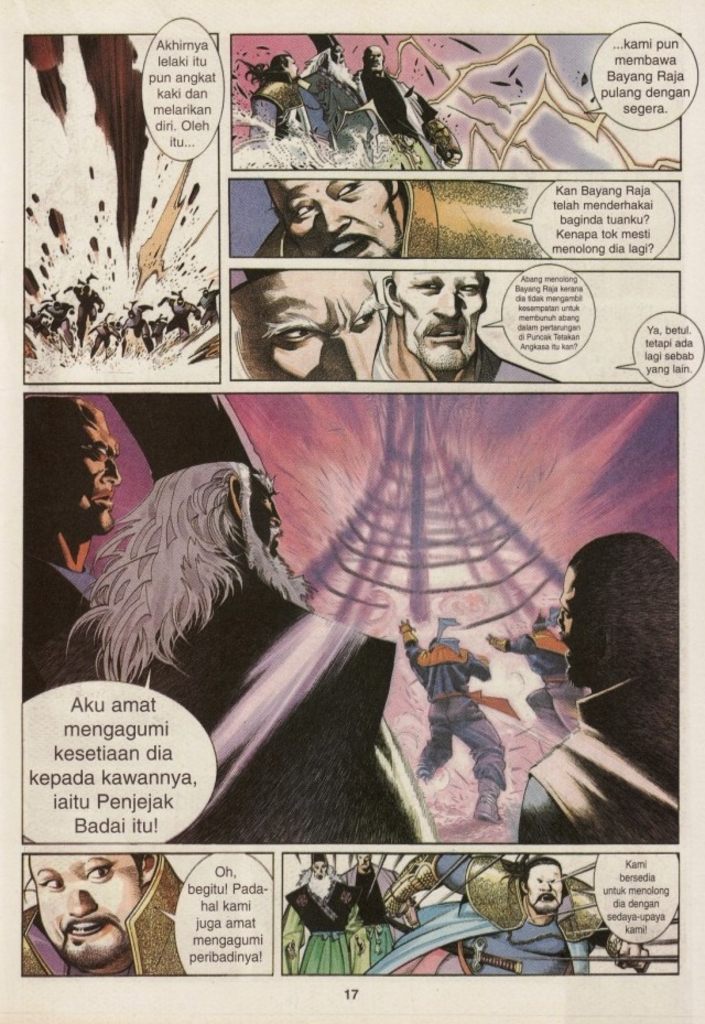 Akhirnya
lelaki itu
pun angkat
kaki dan
melarikan
diri. Oleh
itu...
...kami pun
membawa
Bayang Raja
pulang dengan
segera.
Kan Bayang Raja
telah menderhakai
baginda tuanku?
Kenapa tok mesti
menolong dia lagi?
Abang menolong
Bayang Raja kerana
dia tidak mengambil
kesempatan untuk
membunuh abang
dalam pertarungan
di Puncak Tetakan
Angkasa itu kan?
Ya, betul.
tetapi ada
lagi sebab
yang lain.
Aku amat
mengagumi
kesetiaan dia
kepada kawannya,
iaitu Penjejak
Badai itu!
Oh,
begitu! Pada-
hal kami
juga amat
mengagumi
peribadinya!
Kami
bersedia
untuk menolong
dia dengan
sedaya-upaya
kami!
17